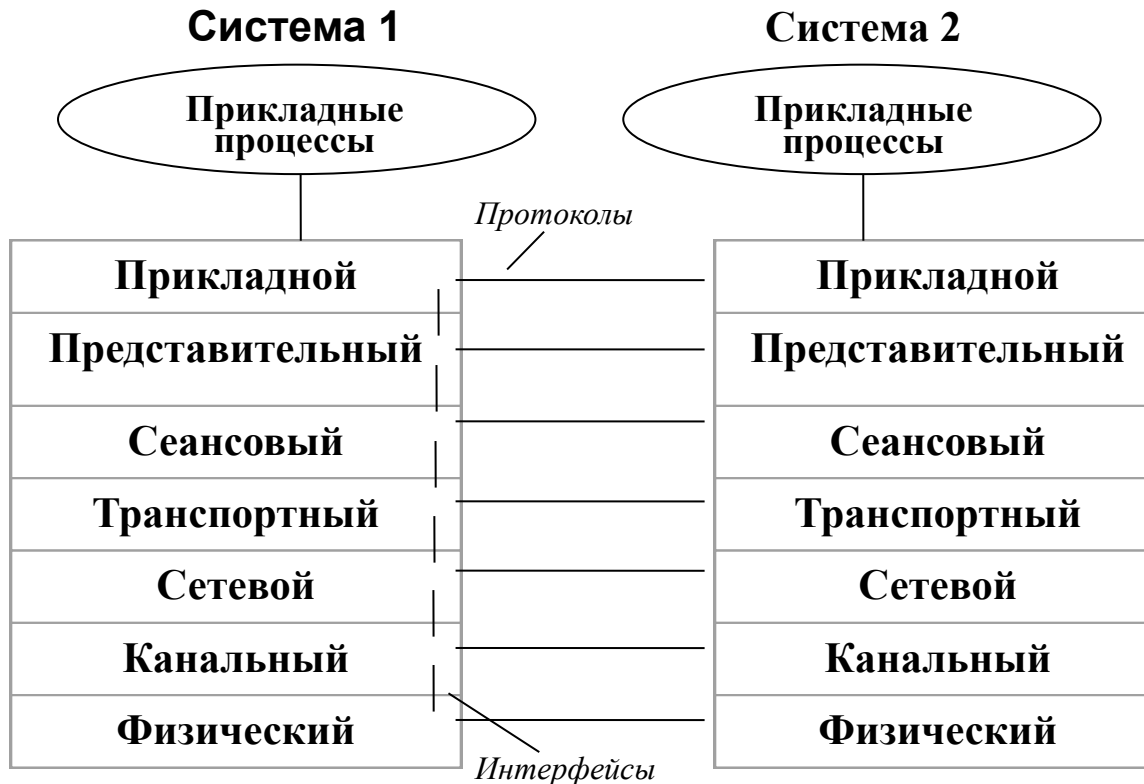 Система 1
Система 2
Прикладные
процессы
Прикладные
процессы
Протоколы
Прикладной
Прикладной
Представительный
Представительный
Сеансовый
Сеансовый
Транспортный
Транспортный
Сетевой
Сетевой
Канальный
Канальный
Физический
Физический
Интерфейсы